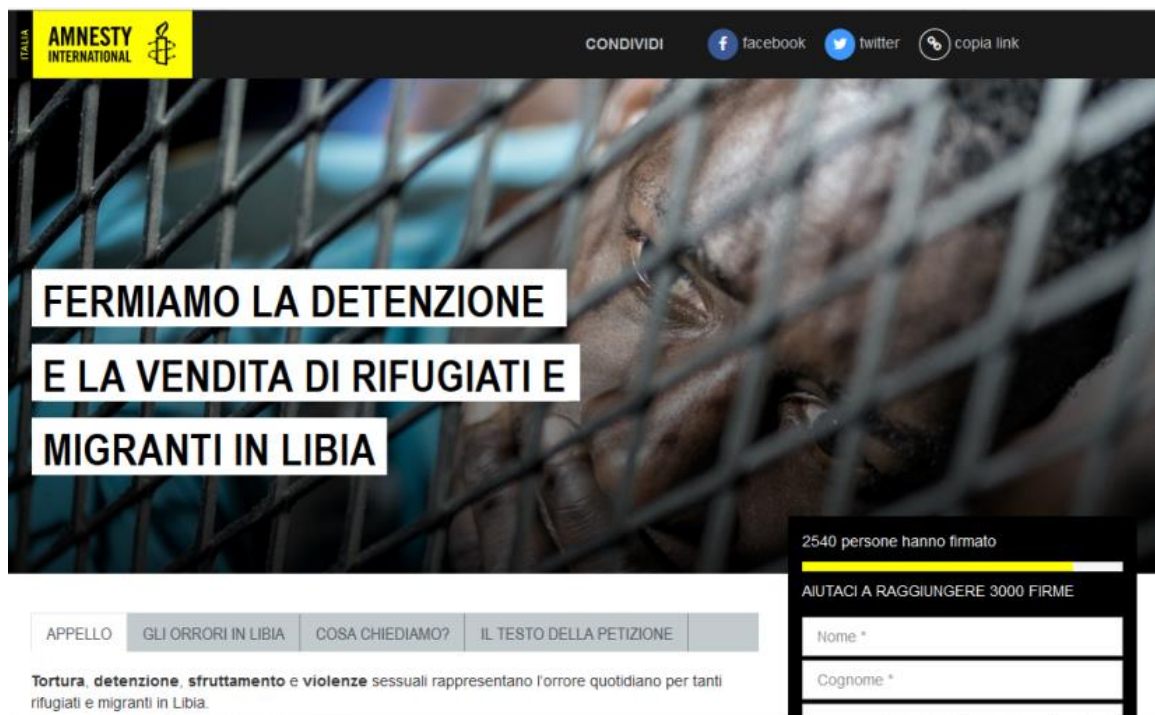 ITALIA
AMNESTY
INTERNATIONAL
CONDIVIDI
facebook
twitter
copia link
FERMIAMO LA DETENZIONE
E LA VENDITA DI RIFUGIATI E
MIGRANTI IN LIBIA
2540 persone hanno firmato
AIUTACI A RAGGIUNGERE 3000 FIRME
Nome *
Cognome *
APPELLO
GLI ORRORI IN LIBIA
COSA CHIEDIAMO?
IL TESTO DELLA PETIZIONE
Tortura, detenzione, sfruttamento e violenze sessuali rappresentano l'orrore quotidiano per tanti
rifugiati e migranti in Libia.